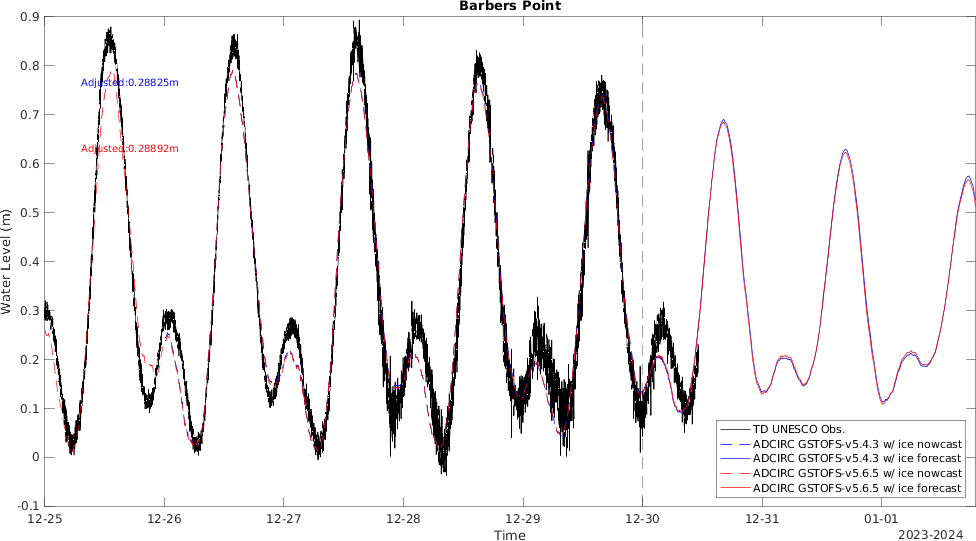 Barbers Point
0.9
0.8
0.7
0.6
0.5
0.4
0.3
0.2
0.1
0
-0.1
Water Level (m)
Adjusted:0.28825m
Adjusted:0.28892m
TD UNESCO Obs.
ADCIRC GSTOFS-v5.4.3 w/ ice nowcast
ADCIRC GSTOFS-v5.4.3 w/ ice forecast
ADCIRC GSTOFS-v5.6.5 w/ ice nowcast
ADCIRC GSTOFS-v5.6.5 w/ ice forecast
12-25 12-26 12-27 12-28 12-29 12-30 12-31 01-01
Time
2023-2024